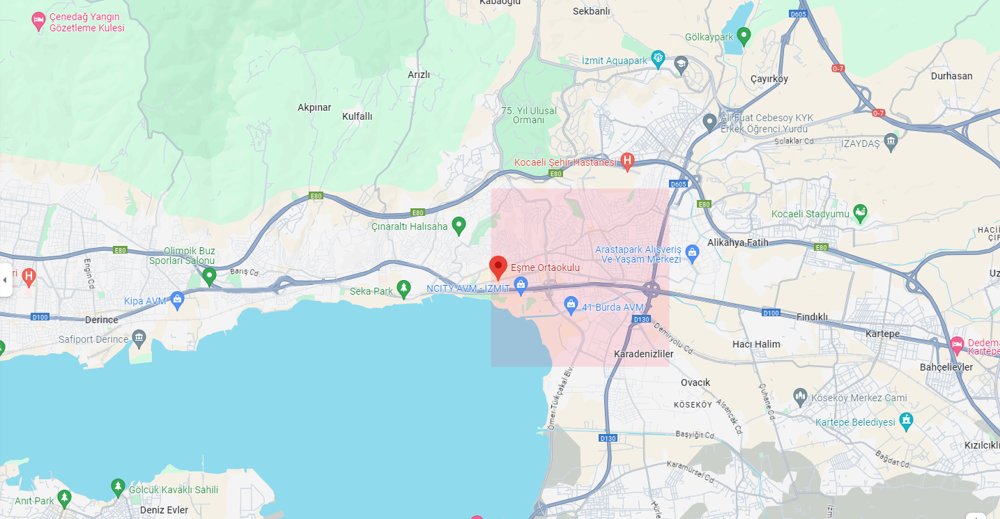 Kabaoğlu
Sekbanlı
D605
Çenedağ Yangın
Gözetleme Kulesi
Gölkaypark
İzmit Aquapark
O-7
Arızlı
Çayırköy
Durhasan
Akpınar
Kulfallı
75. Yıl Ulusal
Ormanı
O-7
Ali Fuat Cebesoy KYK
Erkek Öğrenci Yurdu
Solaklar Cd
İZAYDAŞ
Kocaeli Şehir Hastanesi
H
E80
D605
E80
E80
E80
Kocaeli Stadyumu
Çınaraltı Halısaha
Alikahya Fatih
E80
E80
Olimpik Buz
Sporları Salonu
Arastapark Alışveriş
Ve Yaşam Merkezi
Engin Cd.
Barış Cd
Eşme Ortaokulu
H
Seka Park
NCITY AVM - İZMİT
Kipa AVM
41 Burda AVM
D100
Derince
D130
D100
Fındıklı
Safiport Derince
Demiryolu Cd.
Hacı Halim
Kartepe
Karadenizliler
Bahçelievler
Ömer Türkçakal Blv.
Ovacık
KÖSEKÖY
Alsancak Cd.
Çuhane Cd.
Köseköy Merkez Cami
Kartepe Belediyesi
D130
Başyiğit Cd
Bağdat Cd.
Karamürsel Cd.
Gölcük Kavaklı Sahili
Anıt Park
Deniz Evler